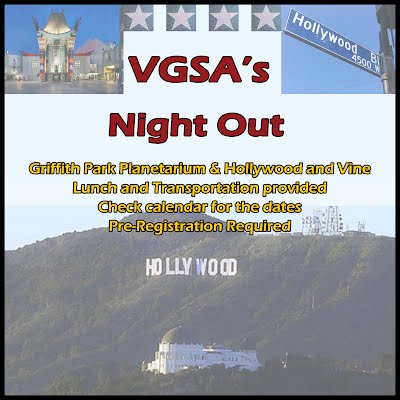 Hollywood Bl
4500 W
VGSA's
Night Out
Griffith Park Planetarium & Hollywood and Vine
Lunch and Transportation provided
Check calendar for the dates
Pre-Registration Required
HOLLYWOOD